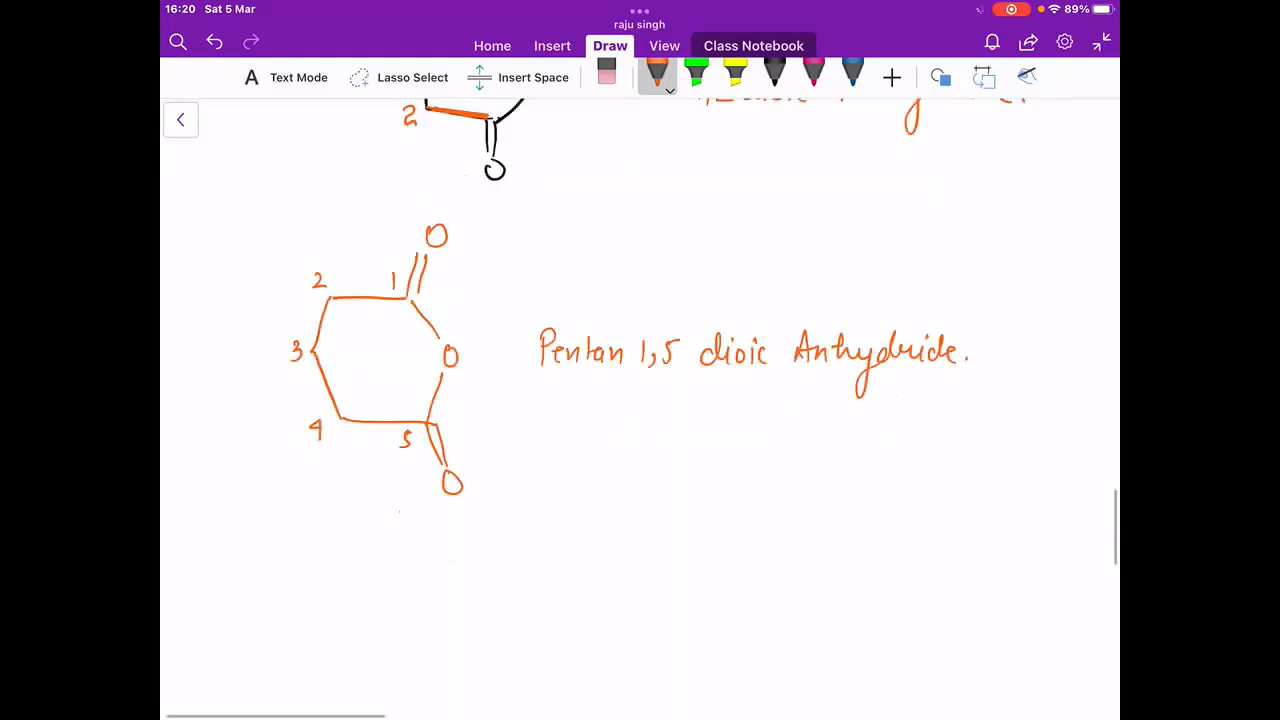 16:20 Sat 5 Mar
89%
raju singh
Home Insert Draw View Class Notebook
A Text Mode Lasso Select Insert Space
2
O
O
2 1
3 O Pentan 1,5 dioic Anhydride.
4 5
O